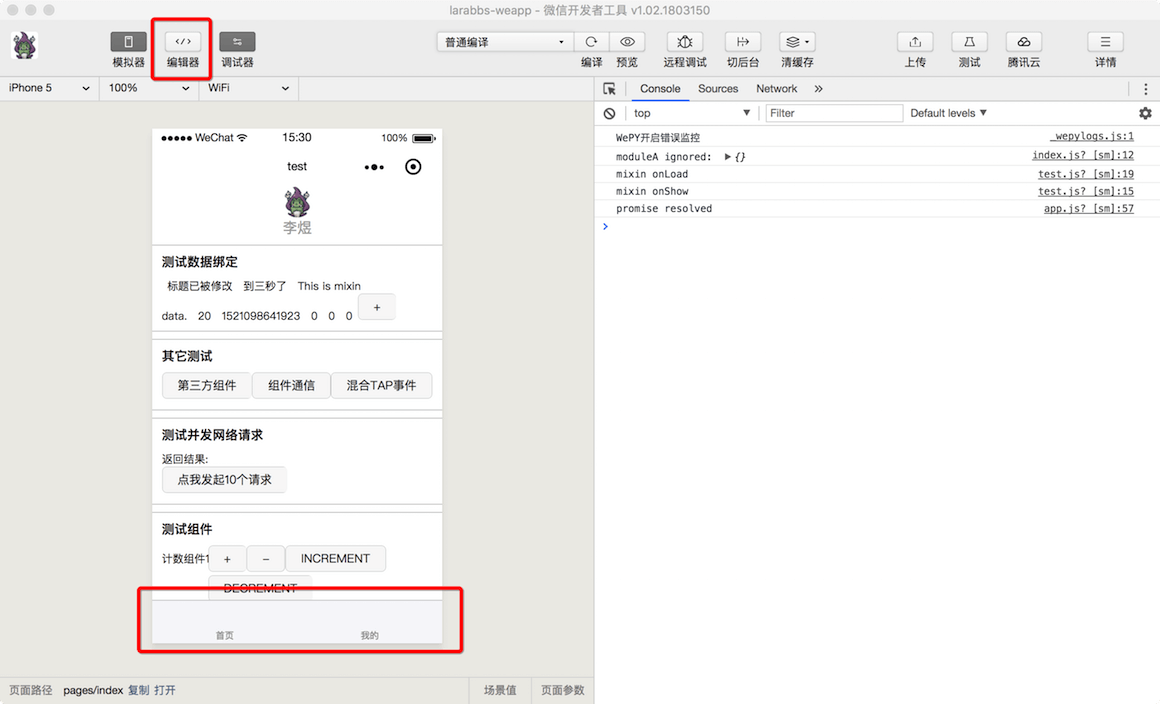 larabbs-weapp - 微信开发者工具 v1.02.1803150
模拟器 编辑器 调试器 普通编译 编译 预览 远程调试 切后台 清缓存 上传 测试 腾讯云 详情
iPhone 5 100% WiFi
WeChat 15:30 100%
test
李煜
测试数据绑定
标题已被修改 到三秒了 This is mixin
data. 20 1521098641923 0 0 0 +
其它测试
第三方组件 组件通信 混合TAP事件
测试并发网络请求
返回结果:
点我发起10个请求
测试组件
计数组件1 + － INCREMENT
DECREMENT
首页 我的
页面路径 pages/index 复制 打开 场景值 页面参数
Console Sources Network »
top Filter Default levels ▼
WePY开启错误监控 _wepylogs.js:1
moduleA ignored: ▶ {} index.js? [sm]:12
mixin onLoad test.js? [sm]:19
mixin onShow test.js? [sm]:15
promise resolved app.js? [sm]:57